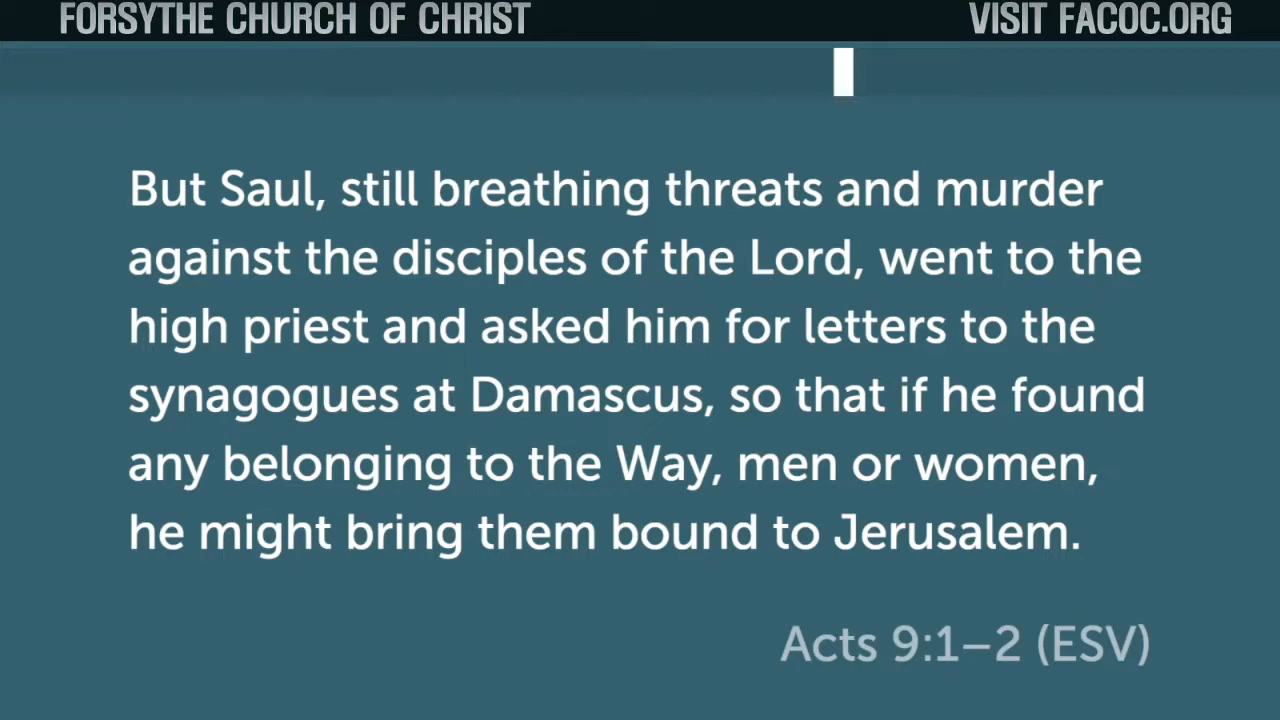 FORSYTHE CHURCH OF CHRIST
VISIT FACOC.ORG
But Saul, still breathing threats and murder
against the disciples of the Lord, went to the
high priest and asked him for letters to the
synagogues at Damascus, so that if he found
any belonging to the Way, men or women,
he might bring them bound to Jerusalem.
Acts 9:1–2 (ESV)